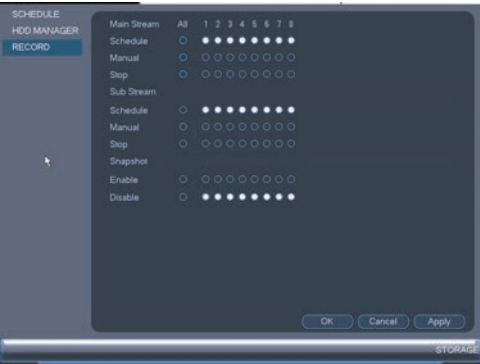 SCHEDULE
HDD MANAGER
RECORD
Main Stream All 1 2 3 4 5 6 7 8
Schedule
Manual
Stop
Sub Stream
Schedule
Manual
Stop
Snapshot
Enable
Disable
OK Cancel Apply
STORAGE